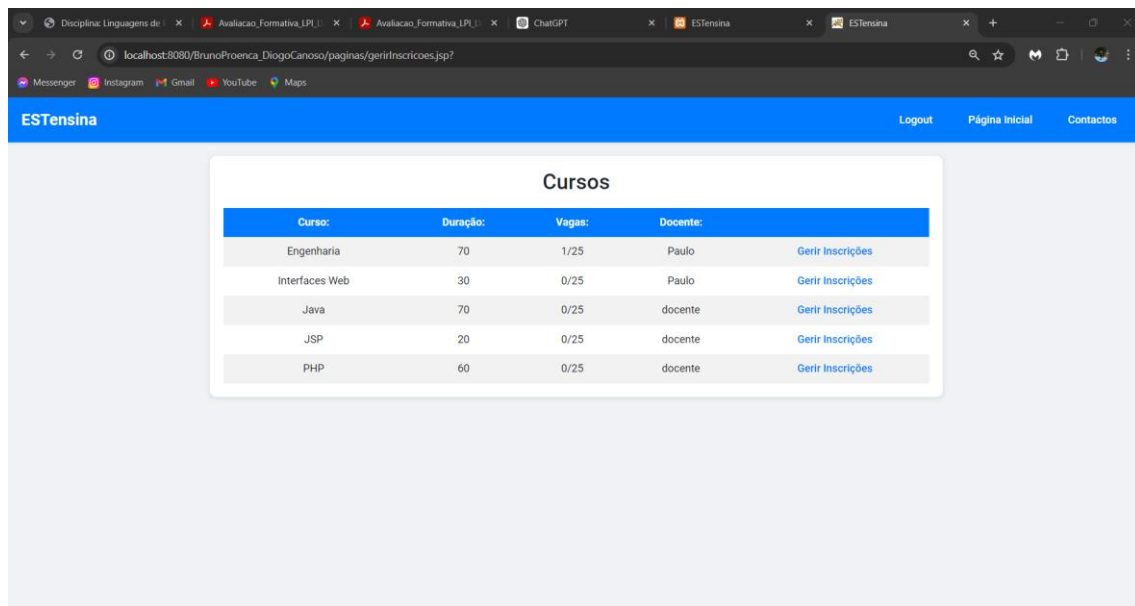 Disciplina: Linguagens de
Avaliacao_Formativa_LPI_
Avaliacao_Formativa_LPI_
ChatGPT
ESTensina
ESTensina
localhost:8080/BrunoProenca_DiogoCanoso/paginas/gerirInscricoes.jsp?
Messenger Instagram Gmail YouTube Maps
ESTensina Logout Página Inicial Contactos
Cursos
Curso: Duração: Vagas: Docente:
Engenharia 70 1/25 Paulo Gerir Inscrições
Interfaces Web 30 0/25 Paulo Gerir Inscrições
Java 70 0/25 docente Gerir Inscrições
JSP 20 0/25 docente Gerir Inscrições
PHP 60 0/25 docente Gerir Inscrições